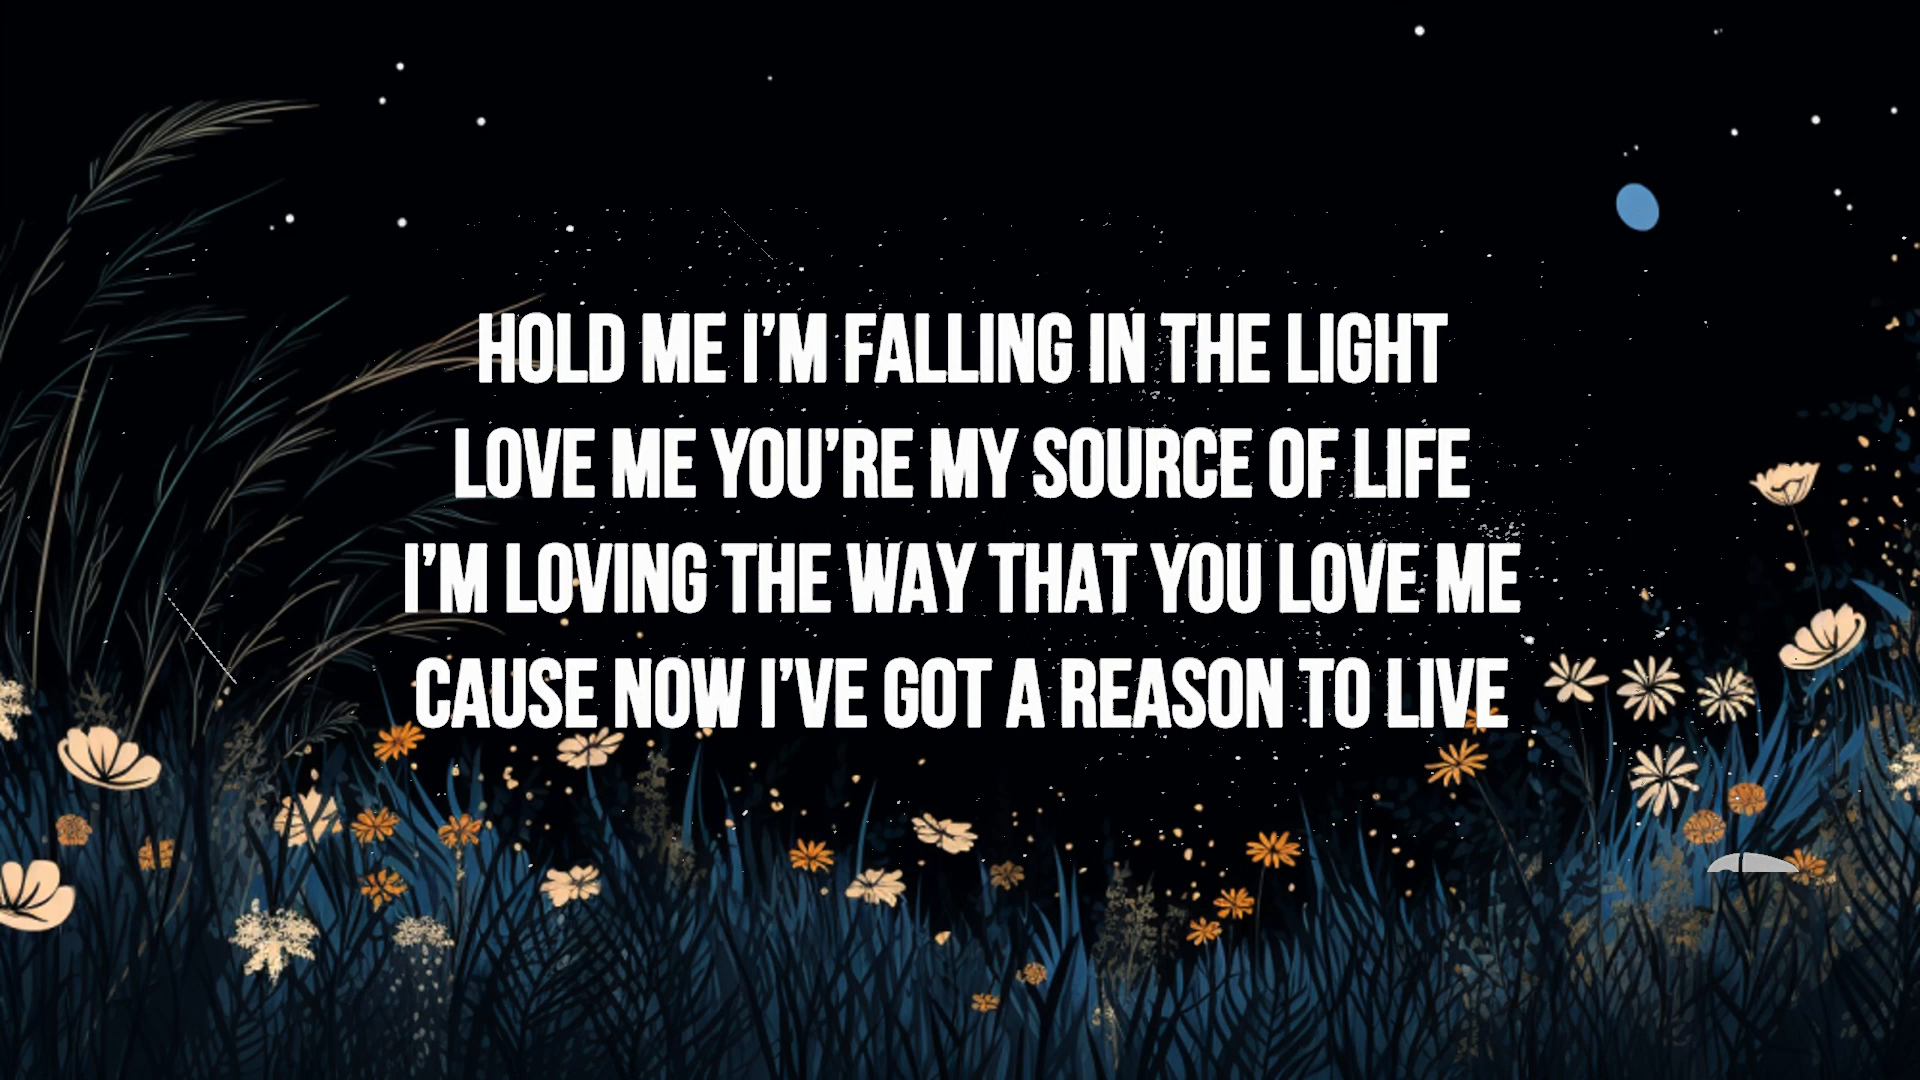 HOLD ME I’M FALLING IN THE LIGHT
LOVE ME YOU’RE MY SOURCE OF LIFE
I’M LOVING THE WAY THAT YOU LOVE ME
CAUSE NOW I’VE GOT A REASON TO LIVE